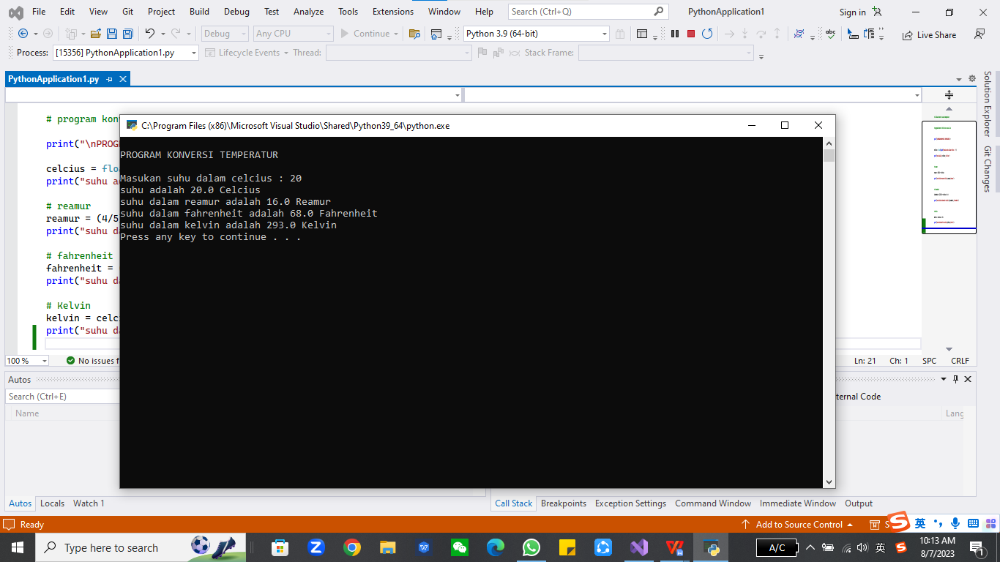 File Edit View Git Project Build Debug Test Analyze Tools Extensions Window Help Search (Ctrl+Q) PythonApplication1 Sign in
Debug Any CPU Continue Python 3.9 (64-bit) Live Share
Process: [15356] PythonApplication1.py Lifecycle Events Thread: Stack Frame:
PythonApplication1.py
Solution Explorer
Git Changes
# program kon
print("\nPROG
celcius = flo
print("suhu a
# reamur
reamur = (4/5
print("suhu d
# fahrenheit
fahrenheit =
print("suhu da
# Kelvin
kelvin = celc
print("suhu da
C:\Program Files (x86)\Microsoft Visual Studio\Shared\Python39_64\python.exe
PROGRAM KONVERSI TEMPERATUR
Masukan suhu dalam celcius : 20
suhu adalah 20.0 Celcius
suhu dalam reamur adalah 16.0 Reamur
suhu dalam fahrenheit adalah 68.0 Fahrenheit
suhu dalam kelvin adalah 293.0 Kelvin
Press any key to continue . . .
100 % No issues f Ln: 21 Ch: 1 SPC CRLF
Autos
Search (Ctrl+E) ternal Code
Name Lang
Autos Locals Watch 1 Call Stack Breakpoints Exception Settings Command Window Immediate Window Output
Ready Add to Source Control S 英
Type here to search A/C 英 10:13 AM
8/7/2023 1